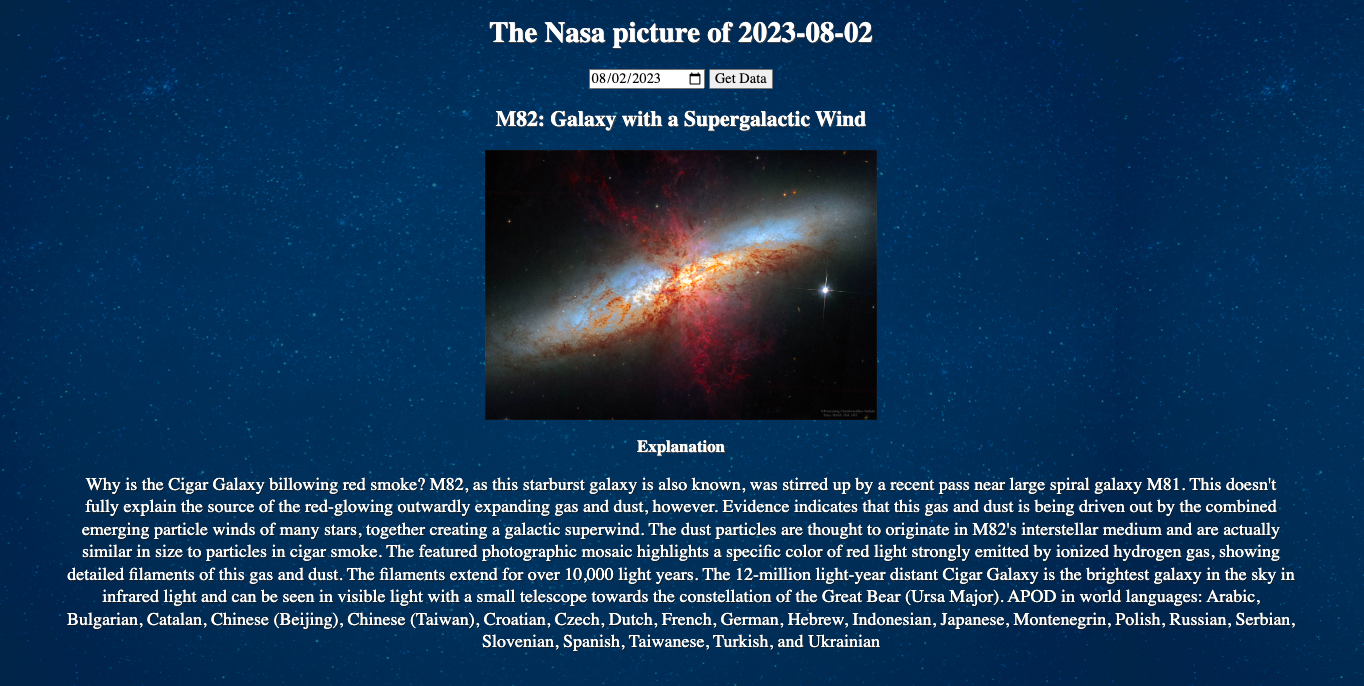 The Nasa picture of 2023-08-02
08/02/2023 Get Data
M82: Galaxy with a Supergalactic Wind
Explanation
Why is the Cigar Galaxy billowing red smoke? M82, as this starburst galaxy is also known, was stirred up by a recent pass near large spiral galaxy M81. This doesn't
fully explain the source of the red-glowing outwardly expanding gas and dust, however. Evidence indicates that this gas and dust is being driven out by the combined
emerging particle winds of many stars, together creating a galactic superwind. The dust particles are thought to originate in M82's interstellar medium and are actually
similar in size to particles in cigar smoke. The featured photographic mosaic highlights a specific color of red light strongly emitted by ionized hydrogen gas, showing
detailed filaments of this gas and dust. The filaments extend for over 10,000 light years. The 12-million light-year distant Cigar Galaxy is the brightest galaxy in the sky in
infrared light and can be seen in visible light with a small telescope towards the constellation of the Great Bear (Ursa Major). APOD in world languages: Arabic,
Bulgarian, Catalan, Chinese (Beijing), Chinese (Taiwan), Croatian, Czech, Dutch, French, German, Hebrew, Indonesian, Japanese, Montenegrin, Polish, Russian, Serbian,
Slovenian, Spanish, Taiwanese, Turkish, and Ukrainian